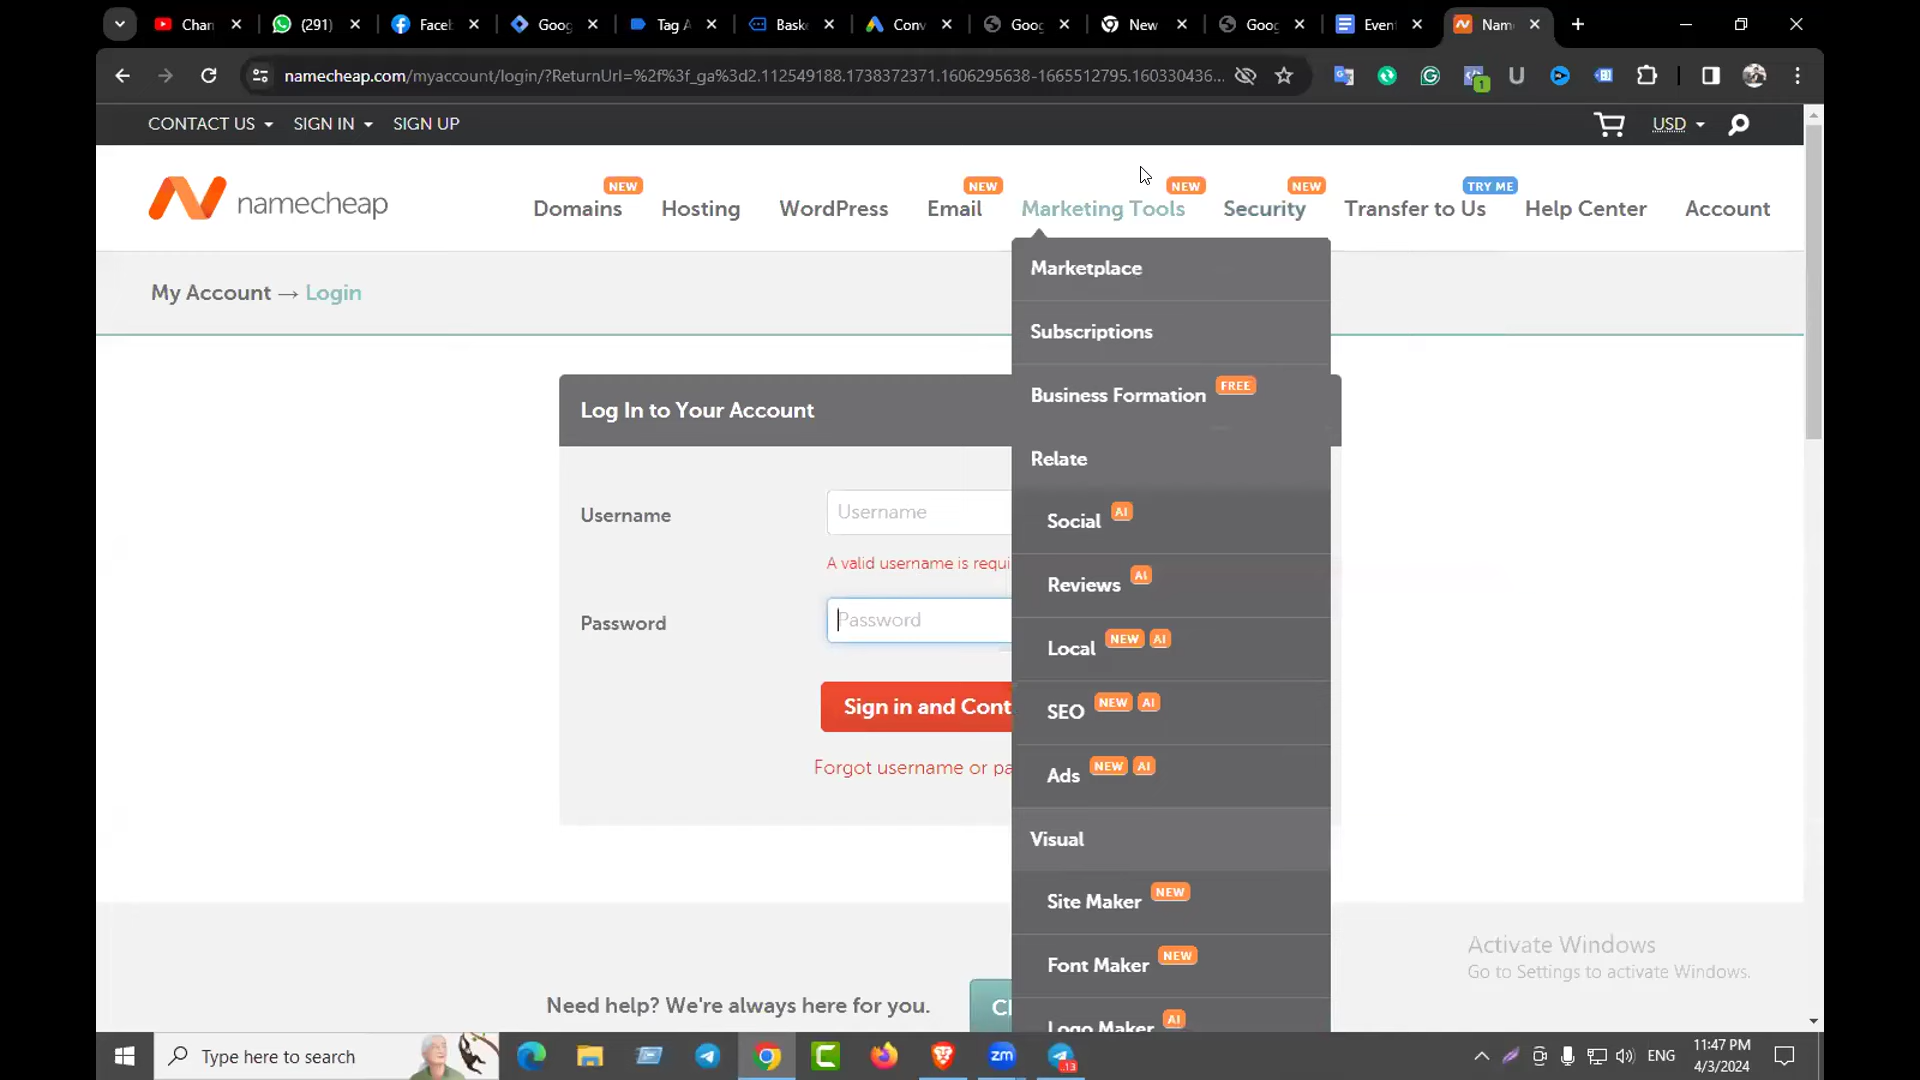 Chan
(291)
Faceb
Goog
Tag A
Baske
Conv
Goog
New
Goog
Even
Name
namecheap.com/myaccount/login/?ReturnUrl=%2f%3f_ga%3d2.112549188.1738372371.1606295638-1665512795.160330436...
1
CONTACT US SIGN IN SIGN UP USD
NEW NEW NEW NEW TRY ME
namecheap Domains Hosting WordPress Email Marketing Tools Security Transfer to Us Help Center Account
My Account → Login
Marketplace
Subscriptions
Business Formation FREE
Relate
Social AI
Reviews AI
Local NEW AI
SEO NEW AI
Ads NEW AI
Visual
Site Maker NEW
Font Maker NEW
Logo Maker AI
Log In to Your Account
Username Username
A valid username is requi
Password Password
Sign in and Cont
Forgot username or pa
Need help? We're always here for you.
Activate Windows
Go to Settings to activate Windows.
Type here to search
zm
13
ENG
11:47 PM
4/3/2024